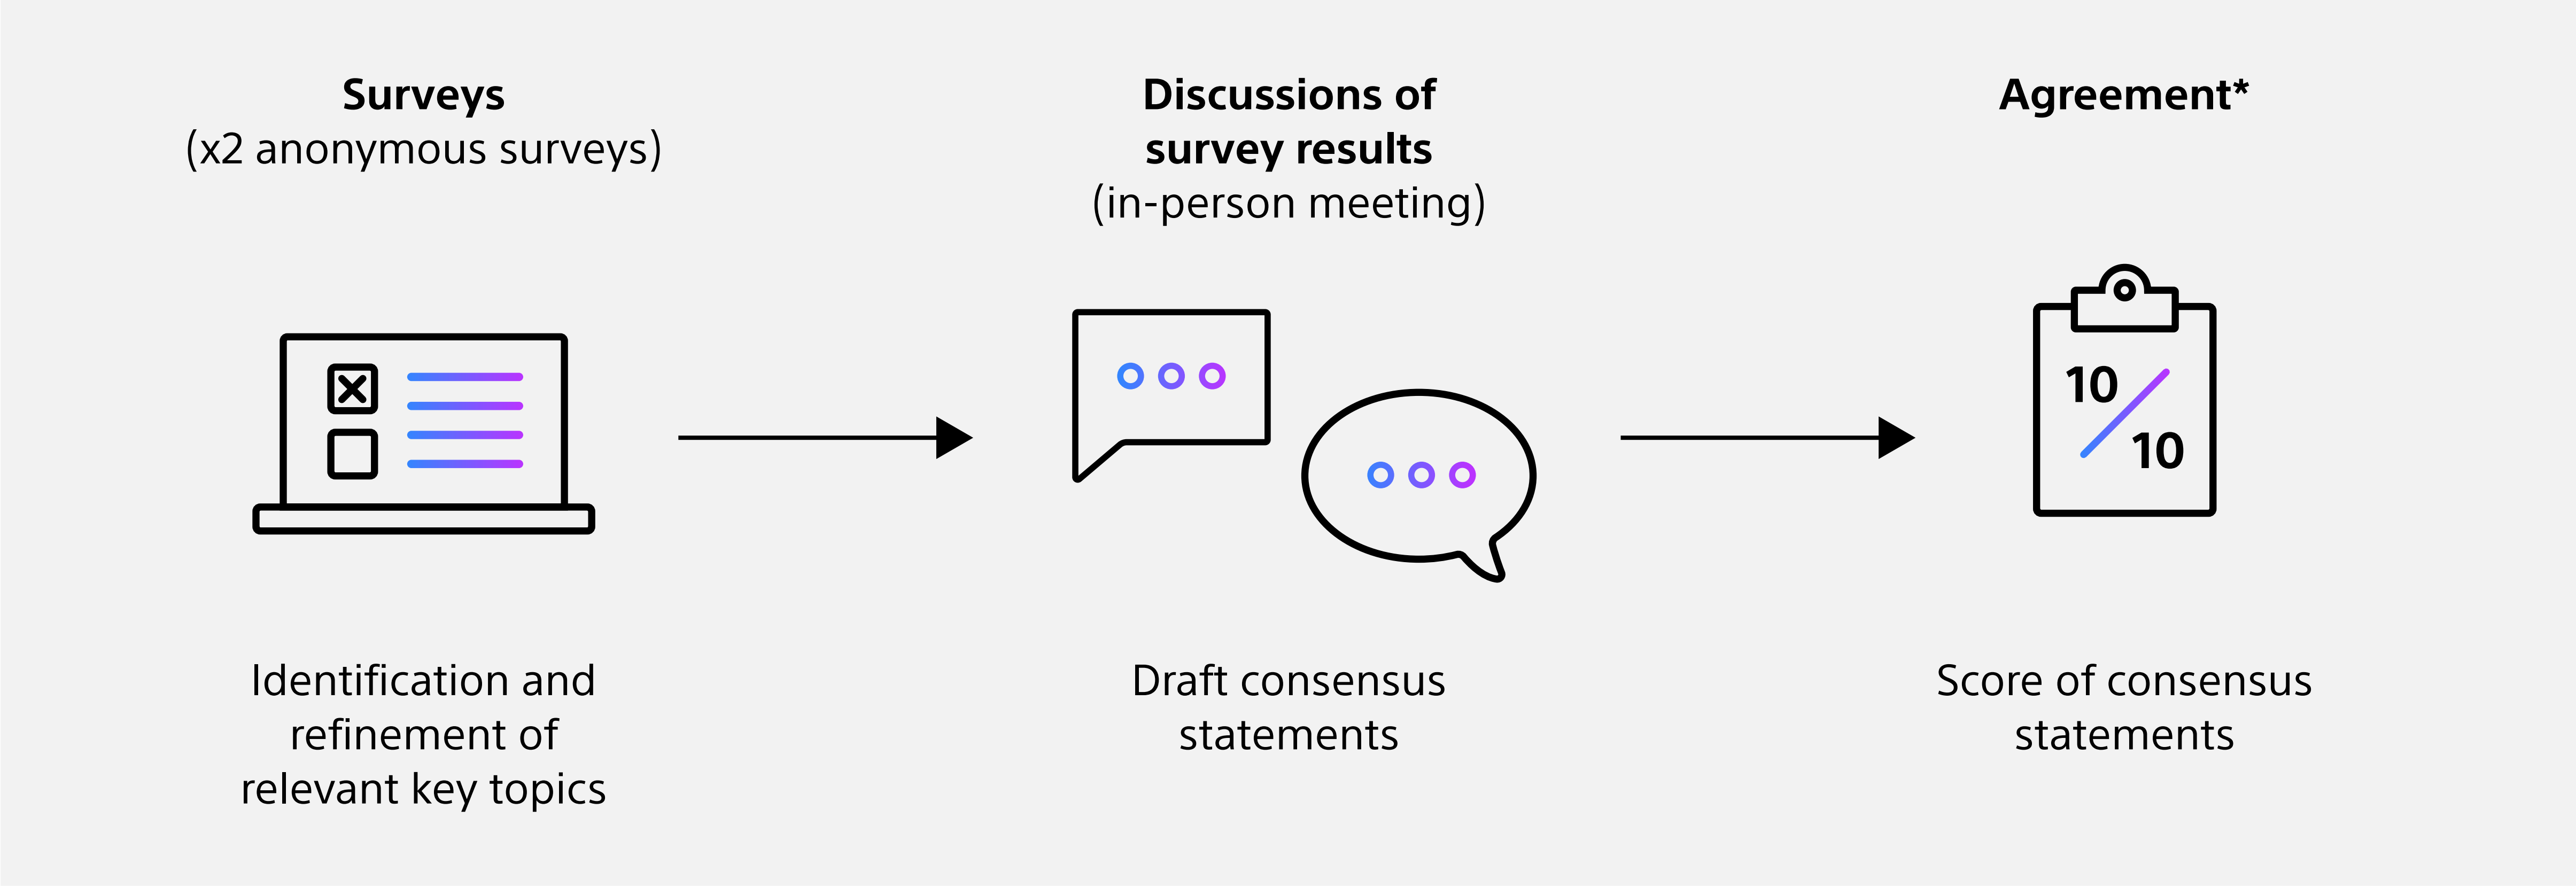 Surveys
(x2 anonymous surveys)
Identification and
refinement of
relevant key topics
Discussions of
survey results
(in-person meeting)
Draft consensus
statements
Agreement*
10
10
Score of consensus
statements